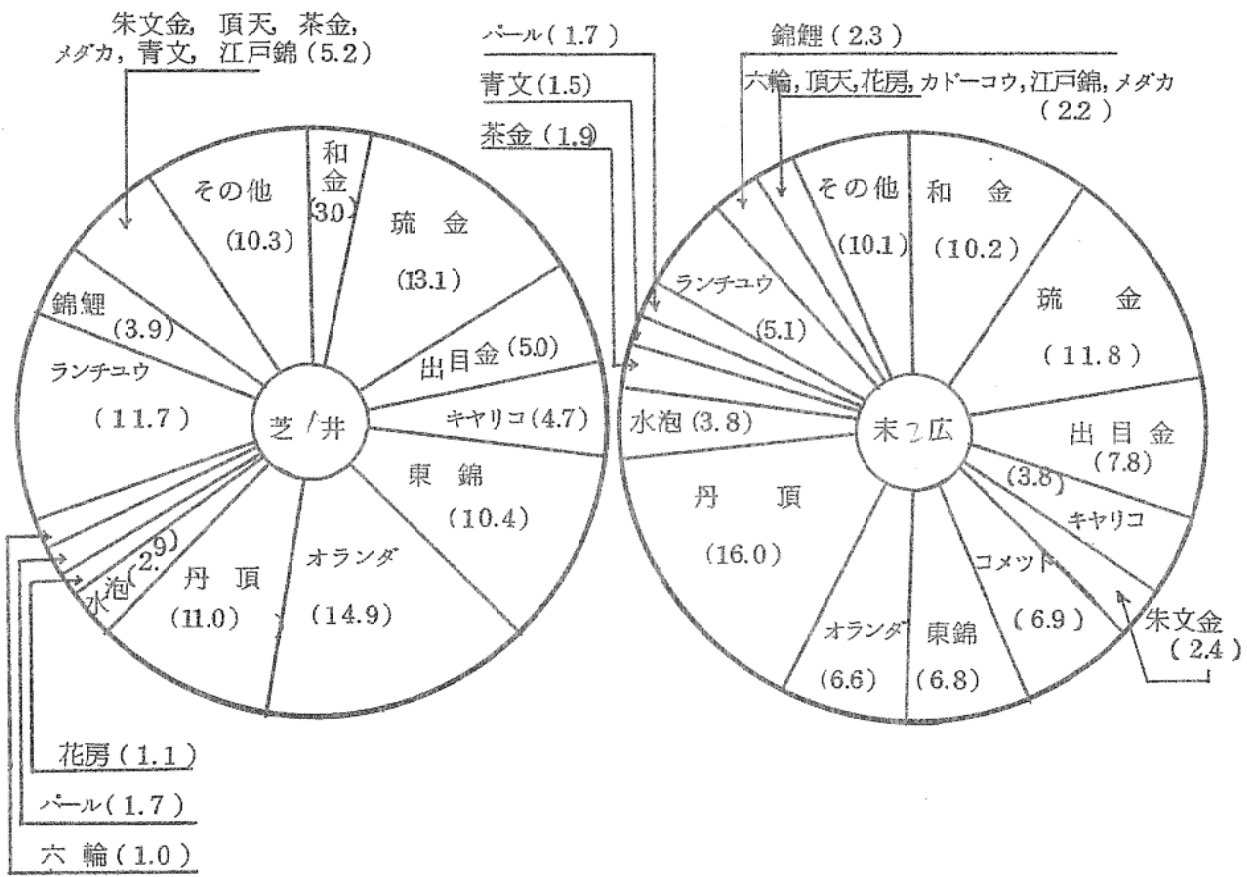 朱文金, 頂天, 茶金,
メダカ, 青文, 江戸錦(5.2)
その他
(10.3)
和金
(3.0)
琉金
(13.1)
出目金(5.0)
キヤリコ(4.7)
東錦
(10.4)
オランダ
(14.9)
丹頂
(11.0)
水泡(2.9)
ランチユウ
(11.7)
錦鯉
(3.9)
芝 井
花房(1.1)
パール(1.7)
六輪(1.0)
パール(1.7)
青文(1.5)
茶金(1.9)
錦鯉(2.3)
六輪,頂天,花房,カドーコウ,江戸錦,メダカ
(2.2)
その他
(10.1)
和金
(10.2)
琉金
(11.8)
出目金
(7.8)
(3.8)
キヤリコ
朱文金
(2.4)
コメツト
(6.9)
東錦
(6.8)
オランダ
(6.6)
丹頂
(16.0)
水泡(3.8)
ランチユウ
(5.1)
末 広